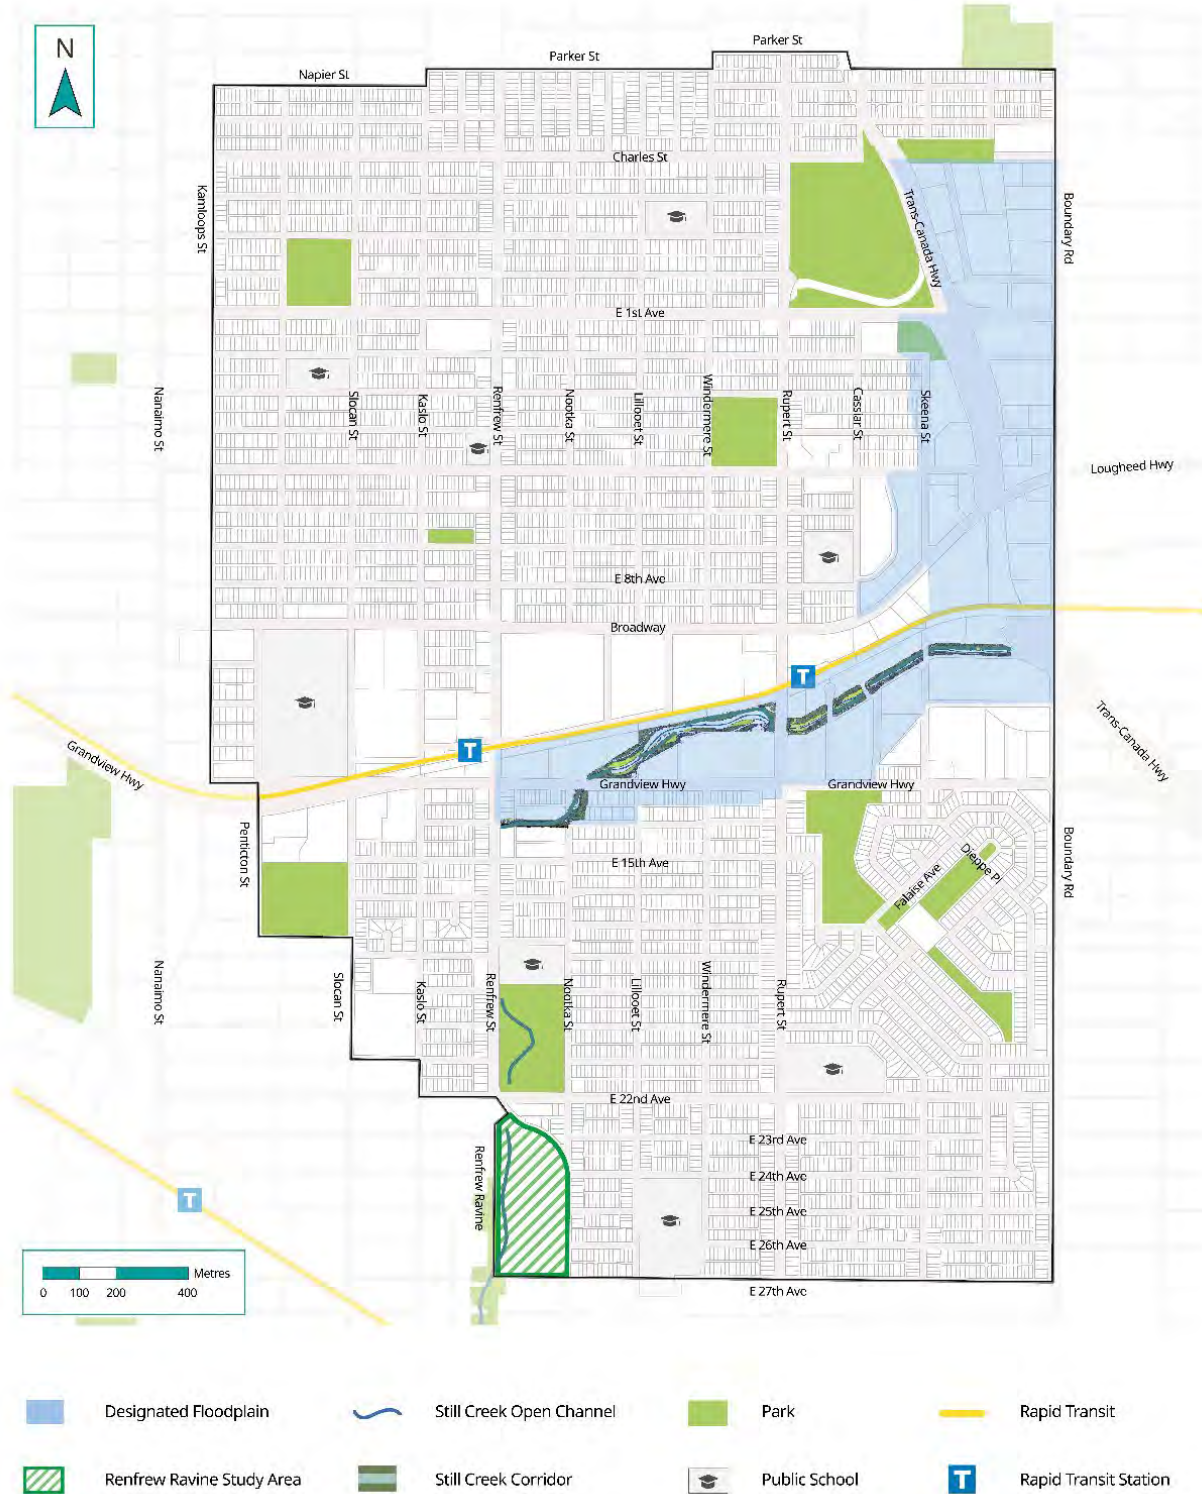 N
Parker St
Parker St
Napier St
Charles St
Kamloops St
Trans-Canada Hwy
Boundary Rd
E 1st Ave
Nanaimo St
Slocan St
Kaslo St
Renfrew St
Nootka St
Lillooet St
Windermere St
Rupert St
Cassiar St
Skeena St
Lougheed Hwy
E 8th Ave
Broadway
T
T
Grandview Hwy
Grandview Hwy
Grandview Hwy
Trans-Canada Hwy
Penticton St
E 15th Ave
Falaise Ave
Dieppe Pl
Boundary Rd
Nanaimo St
Slocan St
Kaslo St
Renfrew St
Nootka St
Lillooet St
Windermere St
Rupert St
E 22nd Ave
E 23rd Ave
E 24th Ave
E 25th Ave
E 26th Ave
E 27th Ave
Renfrew Ravine
T
Metres
0 100 200 400
Designated Floodplain
Still Creek Open Channel
Park
Rapid Transit
Renfrew Ravine Study Area
Still Creek Corridor
Public School
T
Rapid Transit Station